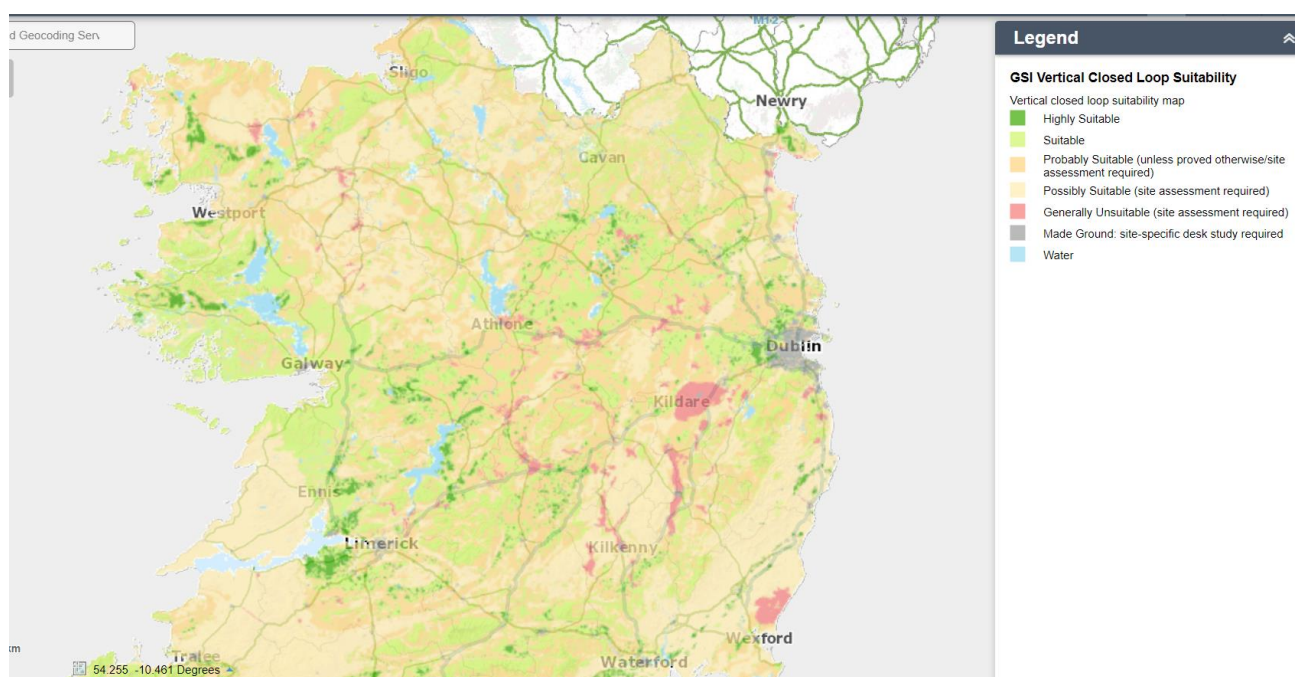 d Geocoding Serv
M12
Sligo
Newry
Cavan
Westport
Athlone
Dublin
Galway
Kildare
Ennis
Limerick
Kilkenny
Wexford
Tralee
Waterford
km
54.255 -10.461 Degrees
Legend
GSI Vertical Closed Loop Suitability
Vertical closed loop suitability map
Highly Suitable
Suitable
Probably Suitable (unless proved otherwise/site
assessment required)
Possibly Suitable (site assessment required)
Generally Unsuitable (site assessment required)
Made Ground: site-specific desk study required
Water